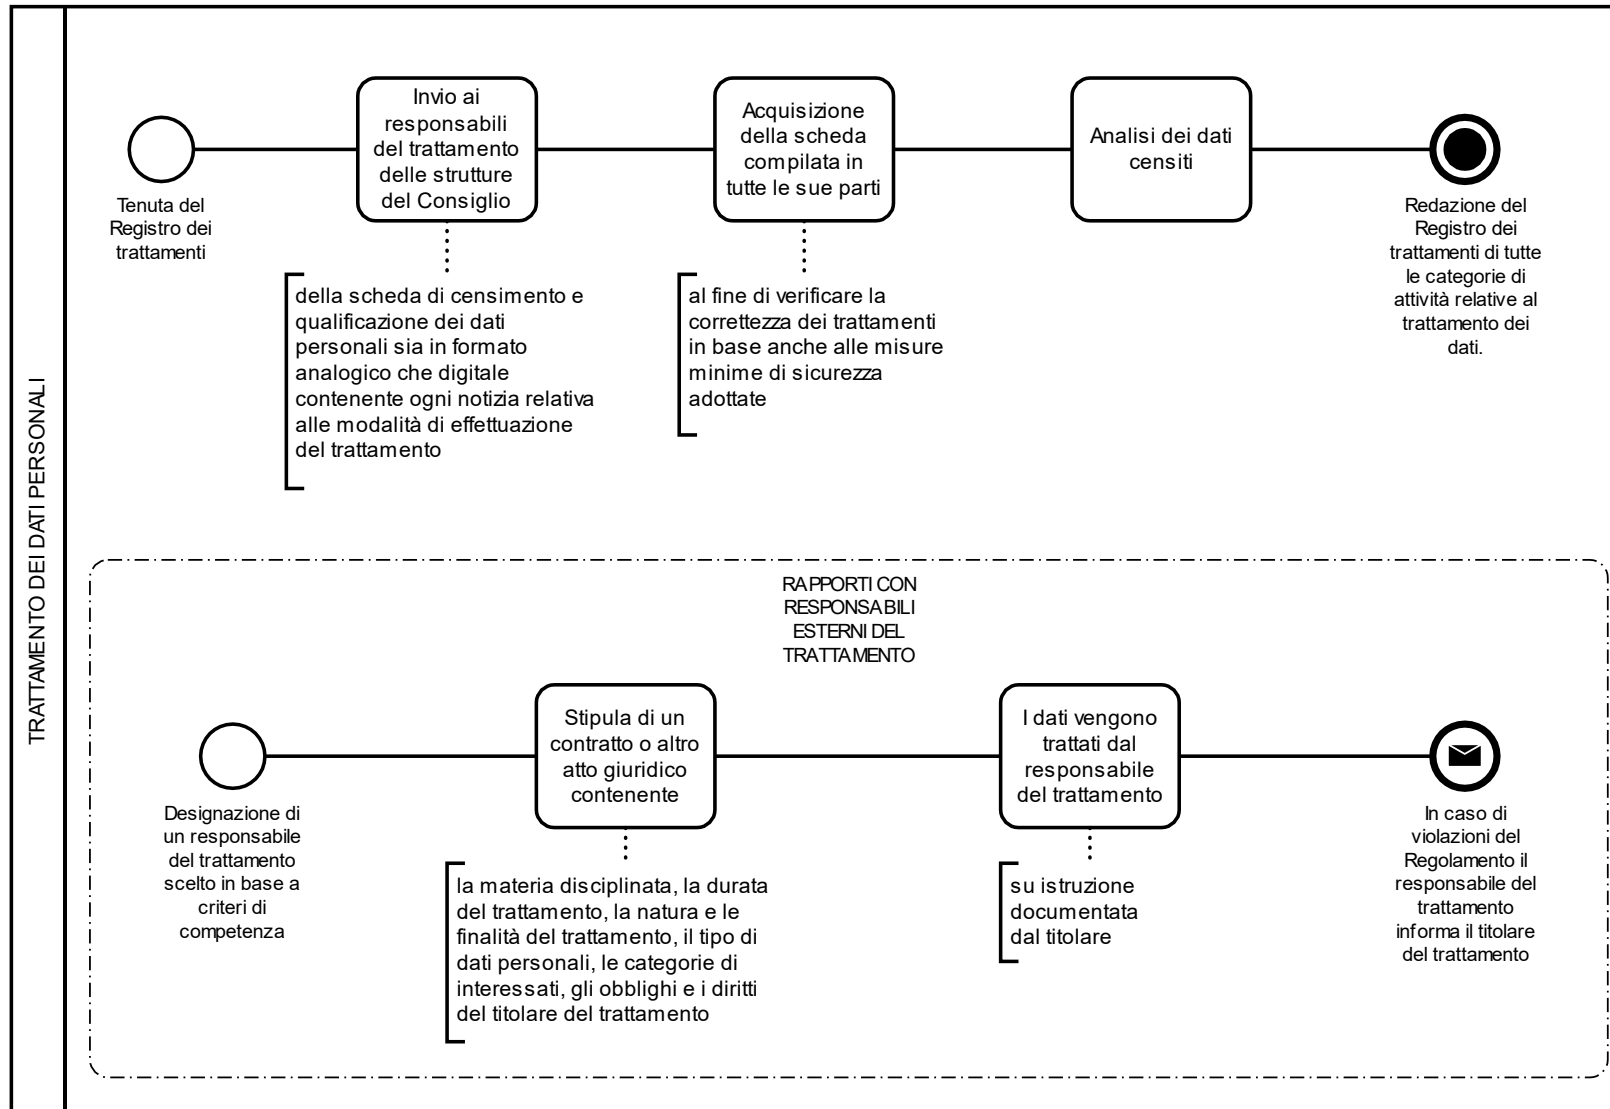 TRATTAMENTO DEI DATI PERSONALI
Tenuta del
Registro dei
trattamenti
Invio ai
responsabili
del trattamento
delle strutture
del Consiglio
della scheda di censimento e
qualificazione dei dati
personali sia in formato
analogico che digitale
contenente ogni notizia relativa
alle modalità di effettuazione
del trattamento
Acquisizione
della scheda
compilata in
tutte le sue parti
al fine di verificare la
correttezza dei trattamenti
in base anche alle misure
minime di sicurezza
adottate
Analisi dei dati
censiti
Redazione del
Registro dei
trattamenti di tutte
le categorie di
attività relative al
trattamento dei
dati.
RAPPORTI CON
RESPONSABILI
ESTERNI DEL
TRATTAMENTO
Designazione di
un responsabile
del trattamento
scelto in base a
criteri di
competenza
Stipula di un
contratto o altro
atto giuridico
contenente
la materia disciplinata, la durata
del trattamento, la natura e le
finalità del trattamento, il tipo di
dati personali, le categorie di
interessati, gli obblighi e i diritti
del titolare del trattamento
I dati vengono
trattati dal
responsabile
del trattamento
su istruzione
documentata
dal titolare
In caso di
violazioni del
Regolamento il
responsabile del
trattamento
informa il titolare
del trattamento